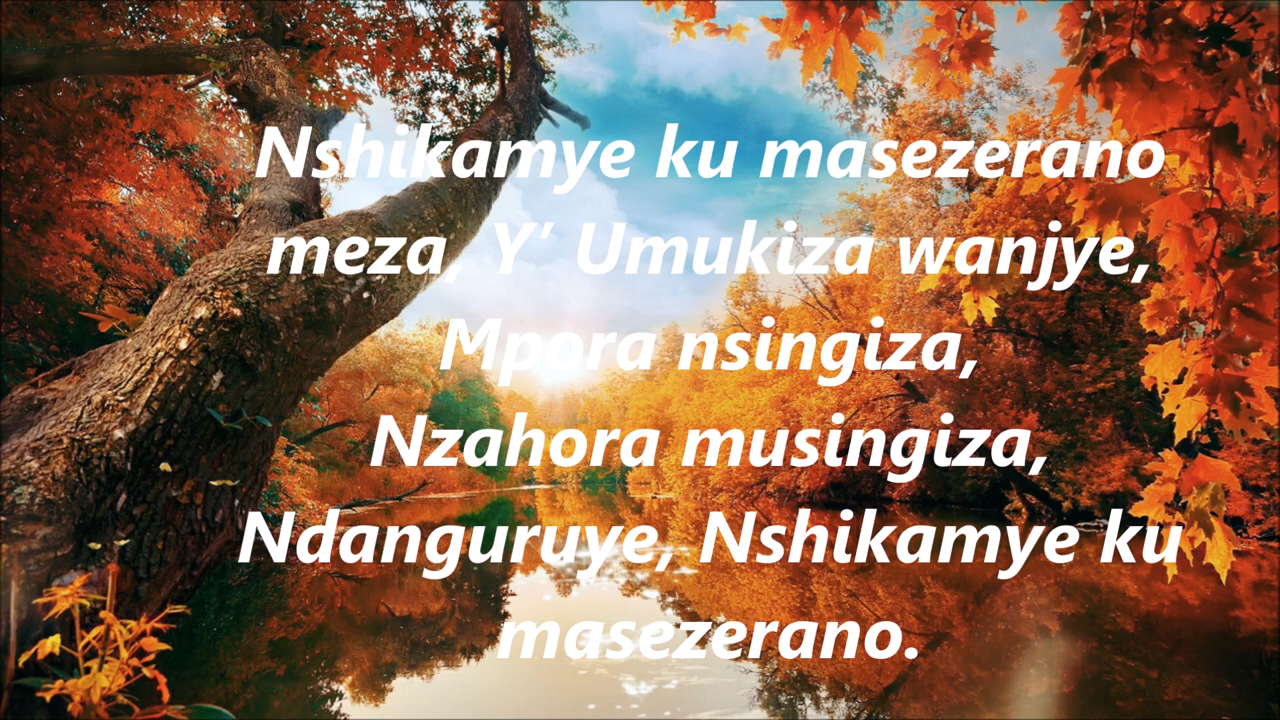 Nshikamye ku masezerano
meza, Y’ Umukiza wanjye,
Mpora nsingiza,
Nzahora musingiza,
Ndanguruye, Nshikamye ku
masezerano.